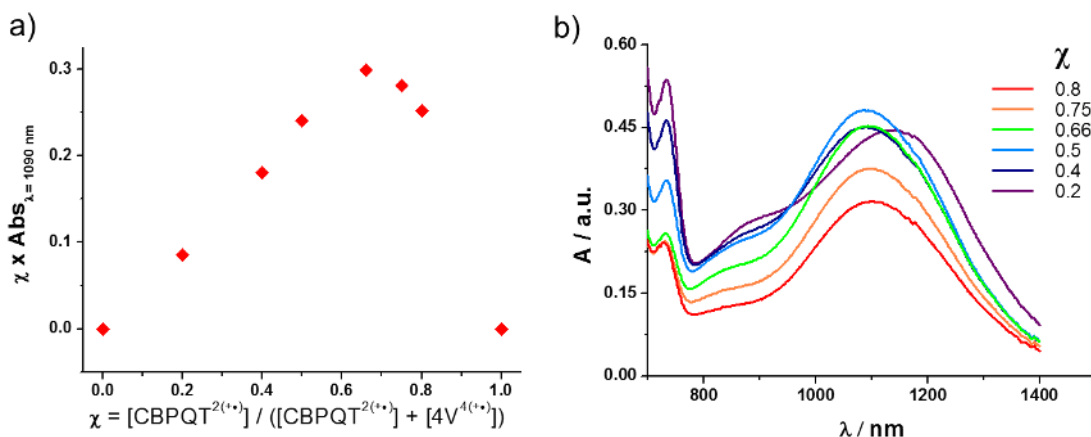 a)
0.3
0.2
0.1
0.0
χ x Abs λ= 1090 nm
0.0 0.2 0.4 0.6 0.8 1.0
χ = [CBPQT²⁽⁺•⁾] / ([CBPQT²⁽⁺•⁾] + [4V⁴⁽⁺•⁾])
b)
0.60
0.45
0.30
0.15
0.00
A / a.u.
800 1000 1200 1400
λ / nm
χ
0.8
0.75
0.66
0.5
0.4
0.2